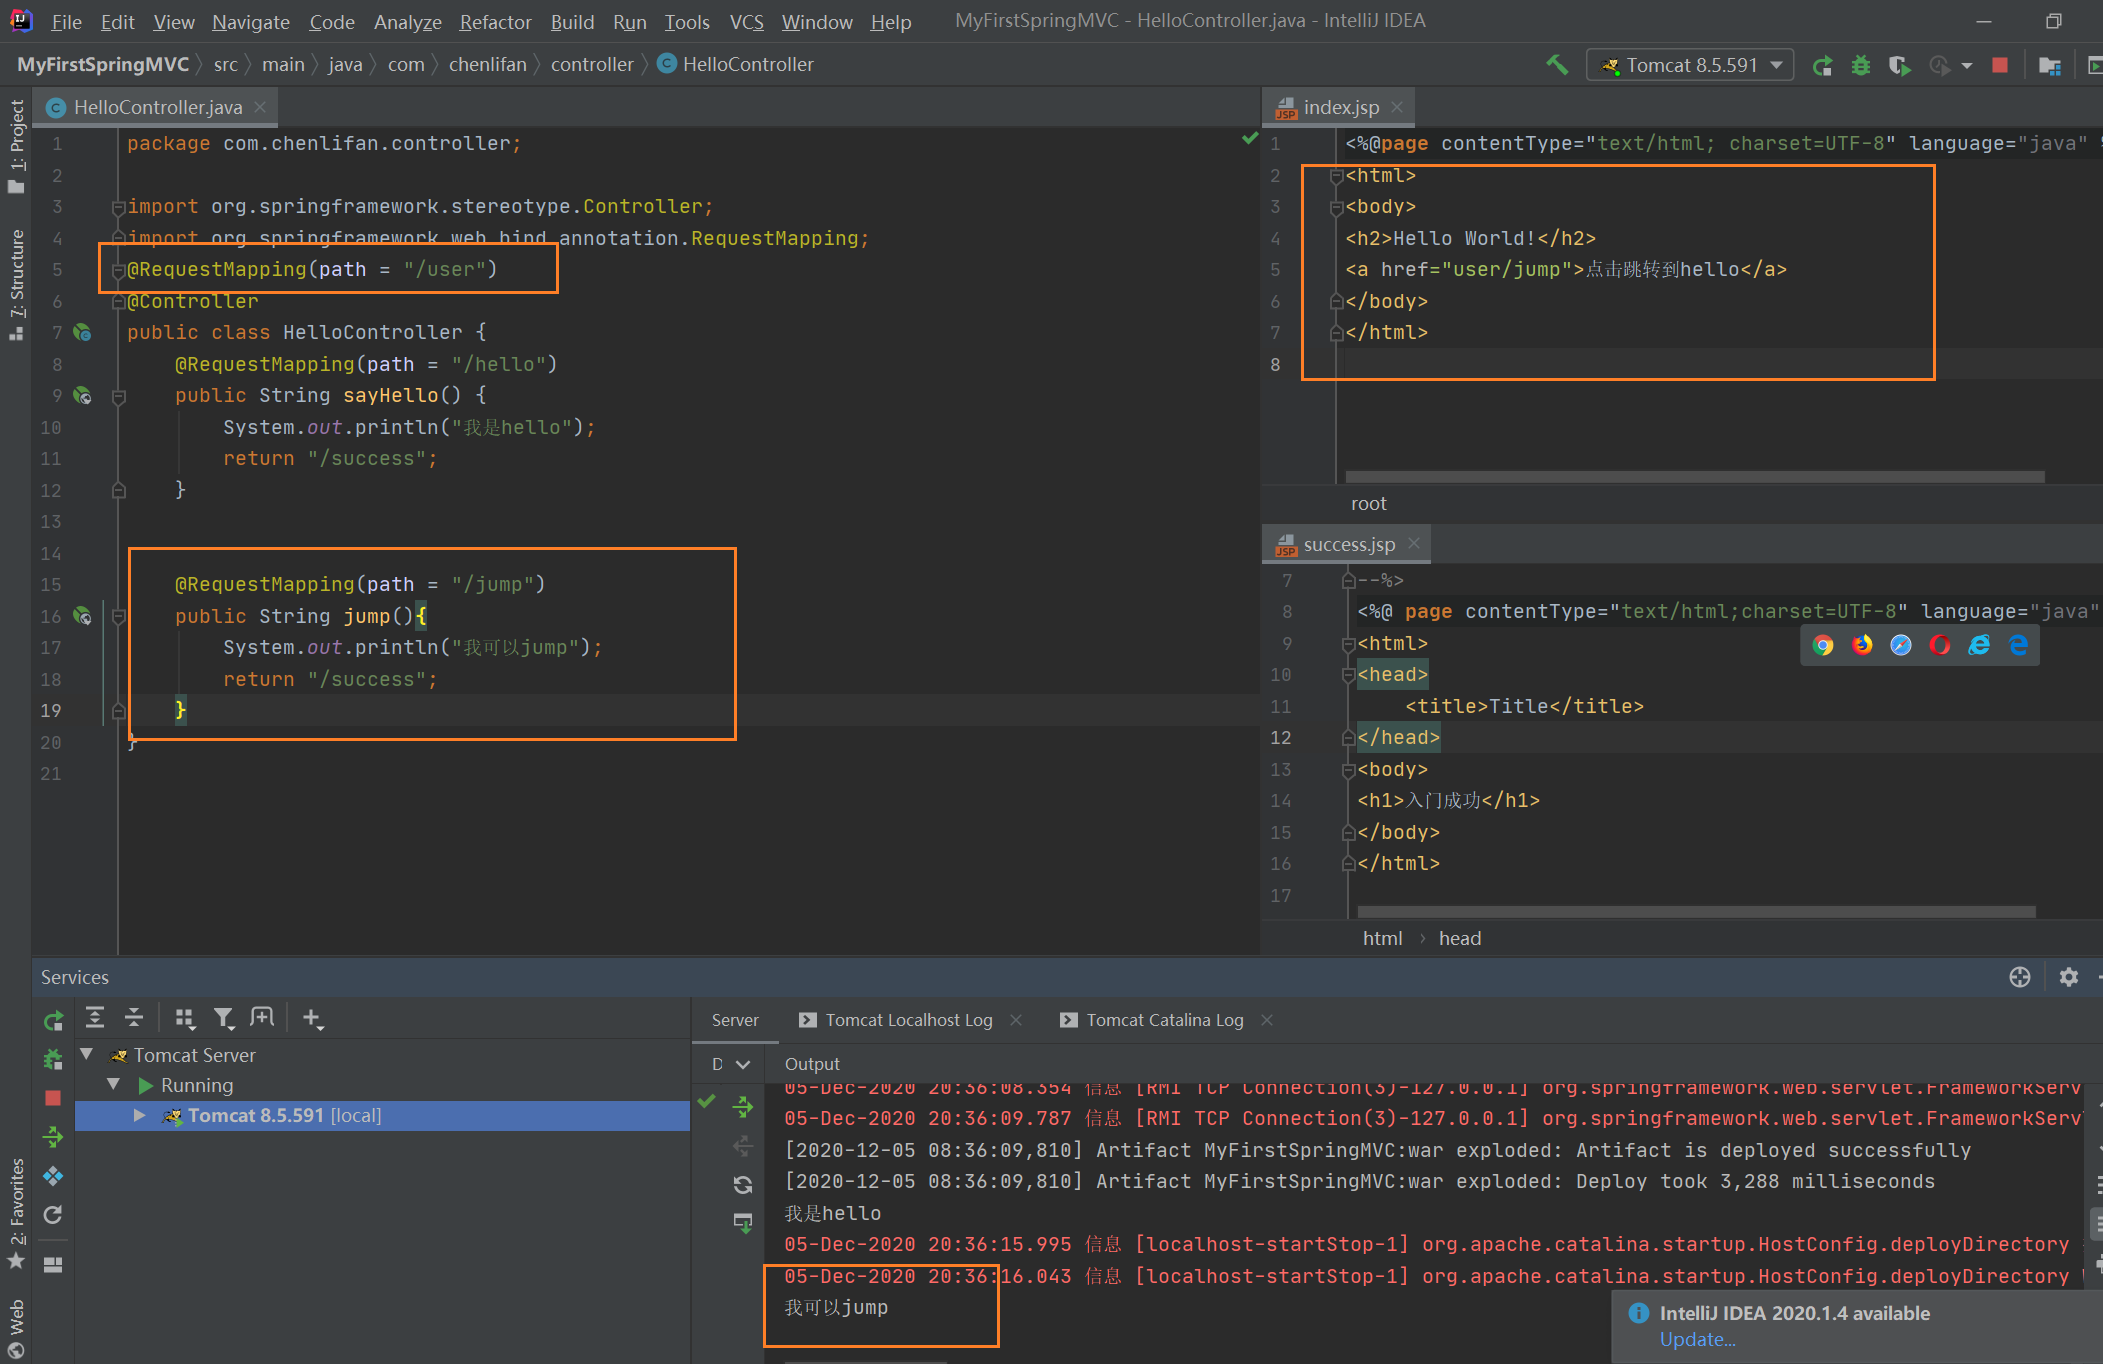 File Edit View Navigate Code Analyze Refactor Build Run Tools VCS Window Help MyFirstSpringMVC - HelloController.java - IntelliJ IDEA
MyFirstSpringMVC src main java com chenlifan controller HelloController Tomcat 8.5.591
1: Project
7: Structure
2: Favorites
Web
HelloController.java
1 package com.chenlifan.controller;
2
3 import org.springframework.stereotype.Controller;
4 import org.springframework.web.bind.annotation.RequestMapping;
5 @RequestMapping(path = "/user")
6 @Controller
7 public class HelloController {
8 @RequestMapping(path = "/hello")
9 public String sayHello() {
10 System.out.println("我是hello");
11 return "/success";
12 }
13
14
15 @RequestMapping(path = "/jump")
16 public String jump(){
17 System.out.println("我可以jump");
18 return "/success";
19 }
20 }
21
index.jsp
1 <%@page contentType="text/html; charset=UTF-8" language="java"
2 <html>
3 <body>
4 <h2>Hello World!</h2>
5 <a href="user/jump">点击跳转到hello</a>
6 </body>
7 </html>
8
root
success.jsp
7 --%>
8 <%@ page contentType="text/html;charset=UTF-8" language="java"
9 <html>
10 <head>
11 <title>Title</title>
12 </head>
13 <body>
14 <h1>入门成功</h1>
15 </body>
16 </html>
17
html head
Services
Tomcat Server
Running
Tomcat 8.5.591 [local]
Server Tomcat Localhost Log Tomcat Catalina Log
D Output
05-Dec-2020 20:36:08.354 信息 [RMI TCP Connection(3)-127.0.0.1] org.springframework.web.servlet.FrameworkServ
05-Dec-2020 20:36:09.787 信息 [RMI TCP Connection(3)-127.0.0.1] org.springframework.web.servlet.FrameworkServ
[2020-12-05 08:36:09,810] Artifact MyFirstSpringMVC:war exploded: Artifact is deployed successfully
[2020-12-05 08:36:09,810] Artifact MyFirstSpringMVC:war exploded: Deploy took 3,288 milliseconds
我是hello
05-Dec-2020 20:36:15.995 信息 [localhost-startStop-1] org.apache.catalina.startup.HostConfig.deployDirectory
05-Dec-2020 20:36:16.043 信息 [localhost-startStop-1] org.apache.catalina.startup.HostConfig.deployDirectory
我可以jump
IntelliJ IDEA 2020.1.4 available
Update...